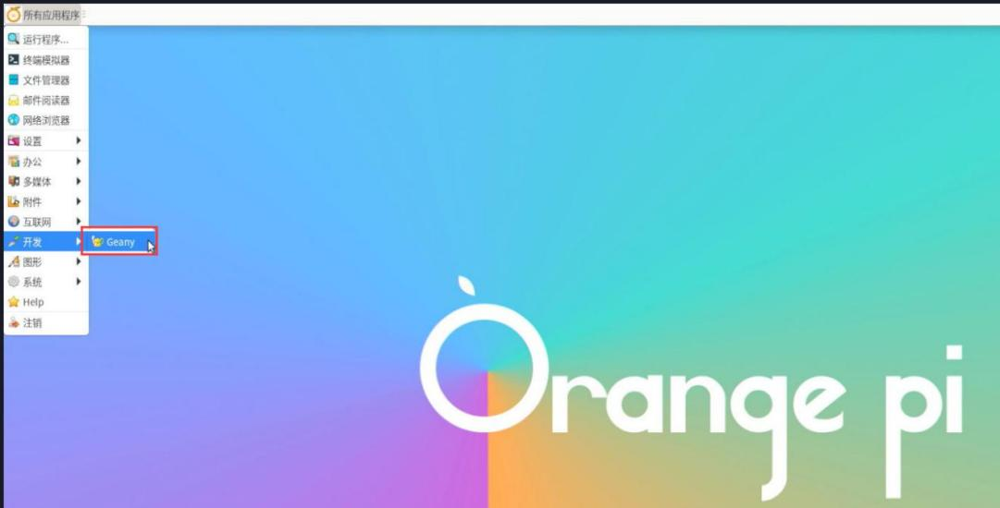 所有应用程序
运行程序...
终端模拟器
文件管理器
邮件阅读器
网络浏览器
设置
办公
多媒体
附件
互联网
开发
Geany
图形
系统
Help
注销
Orange pi